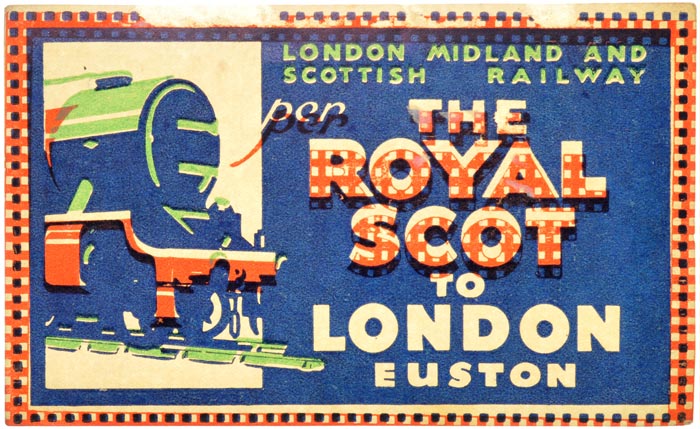 LONDON MIDLAND AND
SCOTTISH RAILWAY
per
THE
ROYAL
SCOT
TO
LONDON
EUSTON